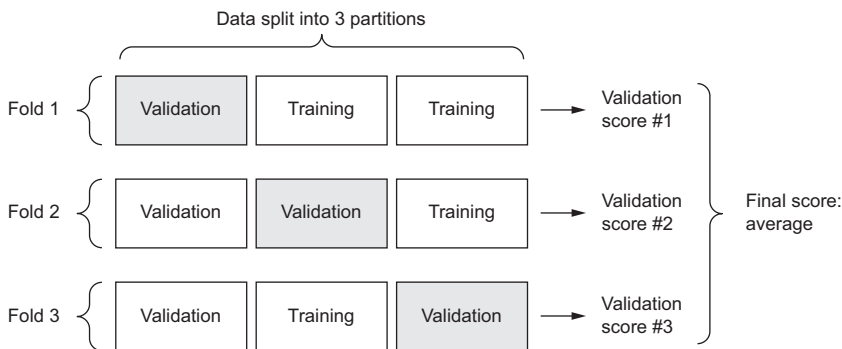 Data split into 3 partitions
Fold 1
Validation
Training
Training
Validation
score #1
Fold 2
Validation
Validation
Training
Validation
score #2
Final score:
average
Fold 3
Validation
Training
Validation
Validation
score #3